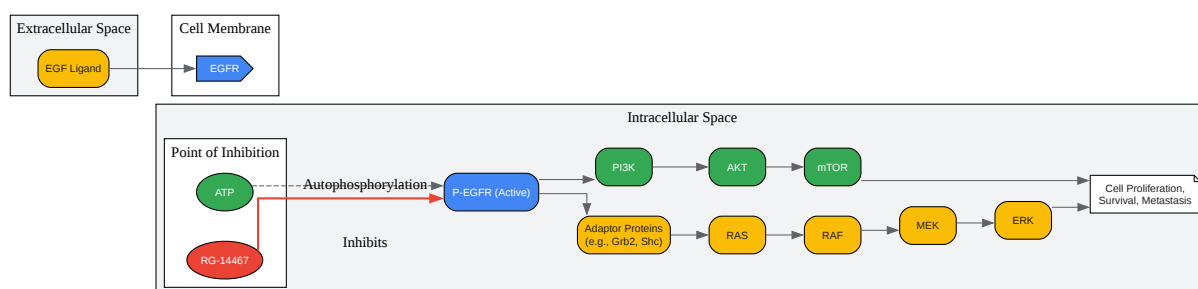 Extracellular Space
Cell Membrane
EGF Ligand
EGFR
Intracellular Space
Point of Inhibition
ATP
Autophosphorylation
P-EGFR (Active)
PI3K
AKT
mTOR
Cell Proliferation,
Survival, Metastasis
Adaptor Proteins
(e.g., Grb2, Shc)
RAS
RAF
MEK
ERK
Inhibits
RG-14467